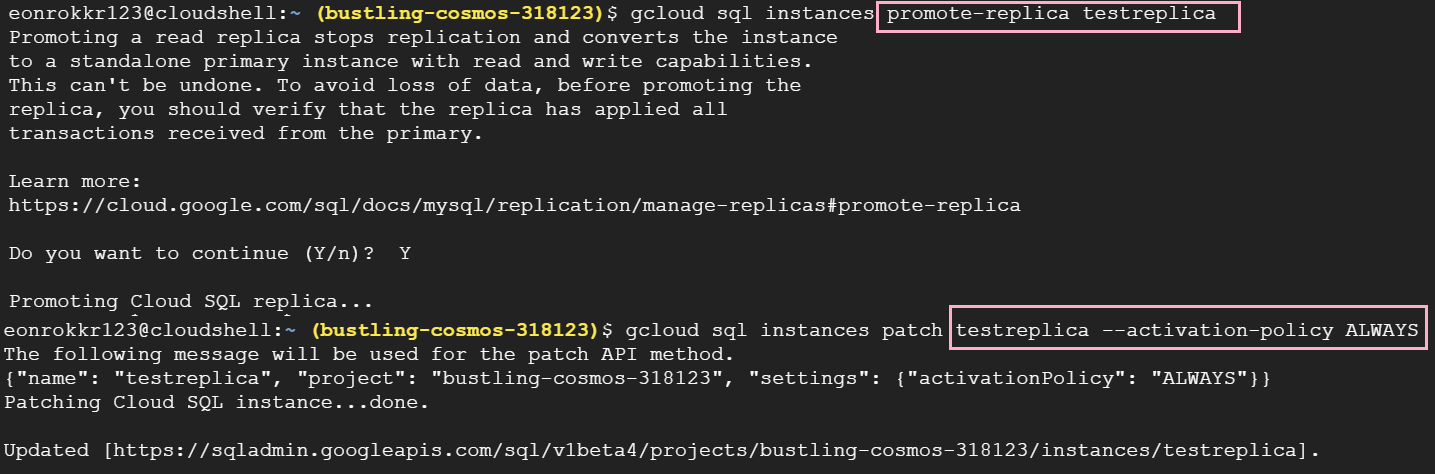 eonrokkr123@cloudshell:~ (bustling-cosmos-318123)$ gcloud sql instances promote-replica testreplica
Promoting a read replica stops replication and converts the instance
to a standalone primary instance with read and write capabilities.
This can't be undone. To avoid loss of data, before promoting the
replica, you should verify that the replica has applied all
transactions received from the primary.
Learn more:
https://cloud.google.com/sql/docs/mysql/replication/manage-replicas#promote-replica
Do you want to continue (Y/n)?  Y
Promoting Cloud SQL replica...
eonrokkr123@cloudshell:~ (bustling-cosmos-318123)$ gcloud sql instances patch testreplica --activation-policy ALWAYS
The following message will be used for the patch API method.
{"name": "testreplica", "project": "bustling-cosmos-318123", "settings": {"activationPolicy": "ALWAYS"}}
Patching Cloud SQL instance...done.
Updated [https://sqladmin.googleapis.com/sql/v1beta4/projects/bustling-cosmos-318123/instances/testreplica].